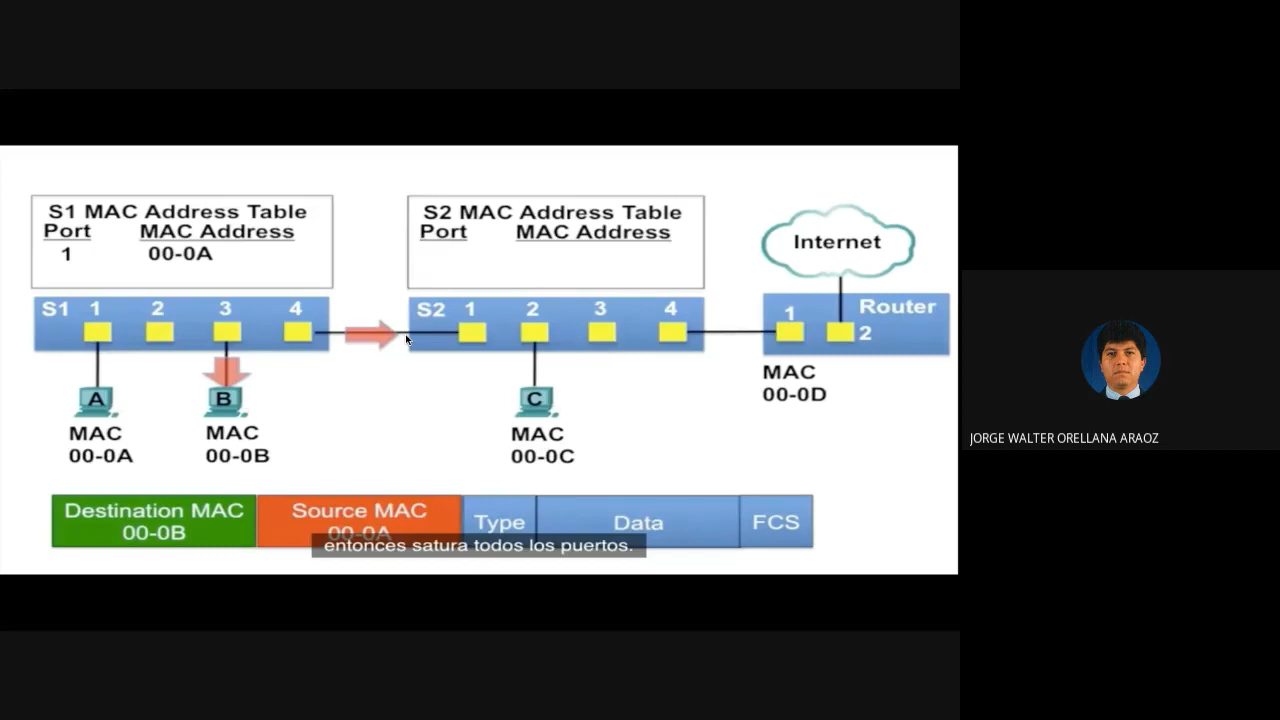 S1 MAC Address Table
Port MAC Address
1 00-0A
S2 MAC Address Table
Port MAC Address
Internet
S1 1 2 3 4
S2 1 2 3 4
1 Router
2
A
B
C
MAC
00-0A
MAC
00-0B
MAC
00-0C
MAC
00-0D
JORGE WALTER ORELLANA ARAOZ
Destination MAC
00-0B
Source MAC
00-0A
Type
Data
FCS
entonces satura todos los puertos.